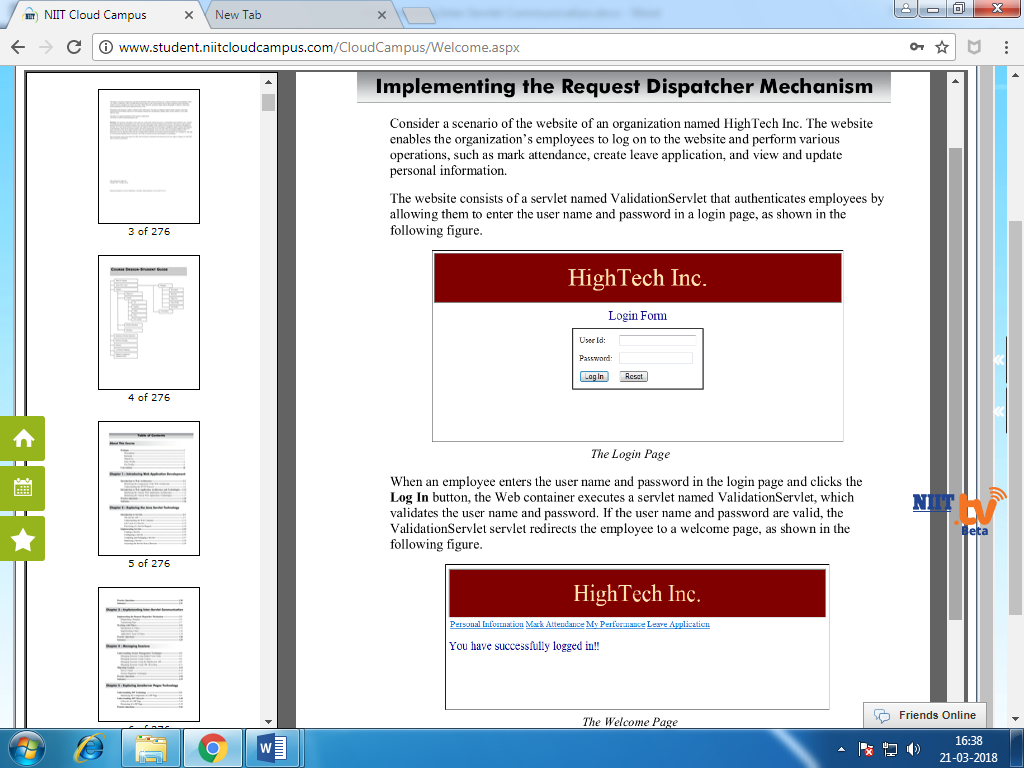 NIIT Cloud Campus
New Tab
www.student.niitcloudcampus.com/CloudCampus/Welcome.aspx
3 of 276
COURSE DESIGN-STUDENT GUIDE
4 of 276
Table of Contents
5 of 276
Implementing the Request Dispatcher Mechanism
Consider a scenario of the website of an organization named HighTech Inc. The website
enables the organization's employees to log on to the website and perform various
operations, such as mark attendance, create leave application, and view and update
personal information.
The website consists of a servlet named ValidationServlet that authenticates employees by
allowing them to enter the user name and password in a login page, as shown in the
following figure.
HighTech Inc.
Login Form
User Id:
Password:
Log In Reset
The Login Page
When an employee enters the user name and password in the login page and clicks the
Log In button, the Web container executes a servlet named ValidationServlet, which
validates the user name and password. If the user name and password are valid, the
ValidationServlet servlet redirects the employee to a welcome page, as shown in the
following figure.
HighTech Inc.
Personal Information Mark Attendance My Performance Leave Application
You have successfully logged in!!
The Welcome Page
NIIT.tv
Beta
Friends Online
16:38
21-03-2018